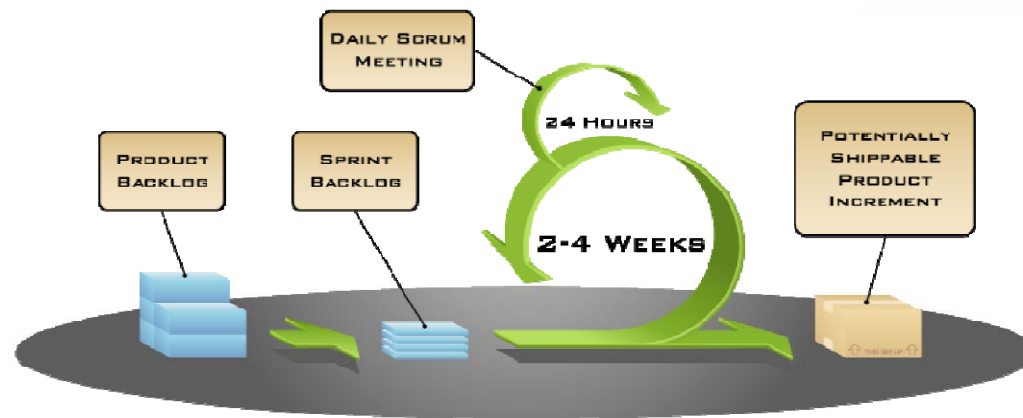 DAILY SCRUM
MEETING
24 HOURS
PRODUCT
BACKLOG
SPRINT
BACKLOG
POTENTIALLY
SHIPPABLE
PRODUCT
INCREMENT
2-4 WEEKS